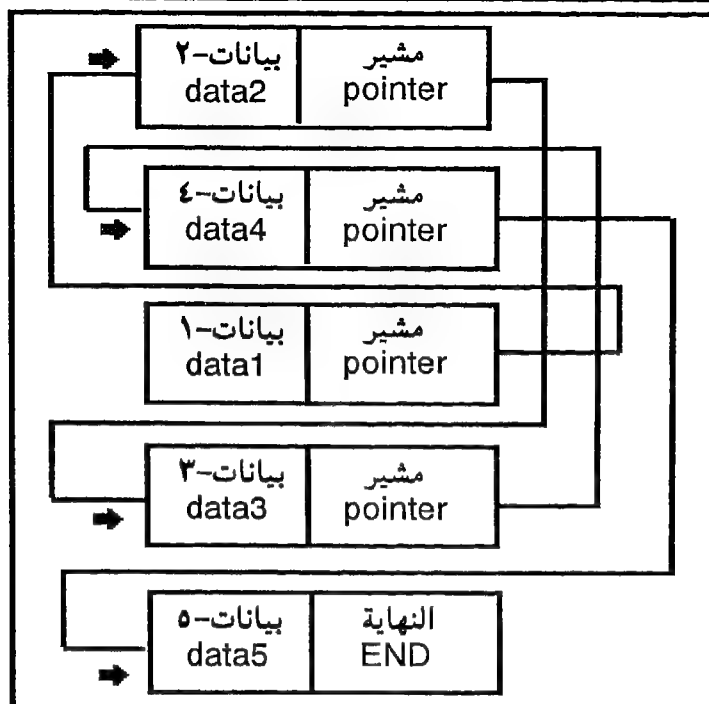 بيانات-٢
data2
مشير
pointer
بيانات-٤
data4
مشير
pointer
بيانات-١
data1
مشير
pointer
بيانات-٣
data3
مشير
pointer
بيانات-٥
data5
النهاية
END